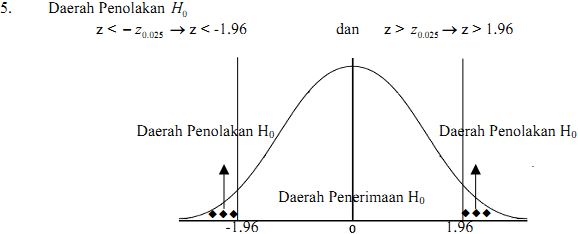 5. Daerah Penolakan H₀
z < − z₀.₀₂₅ → z < -1.96 dan z > z₀.₀₂₅ → z > 1.96
Daerah Penolakan H₀ Daerah Penolakan H₀
Daerah Penerimaan H₀
-1.96 0 1.96